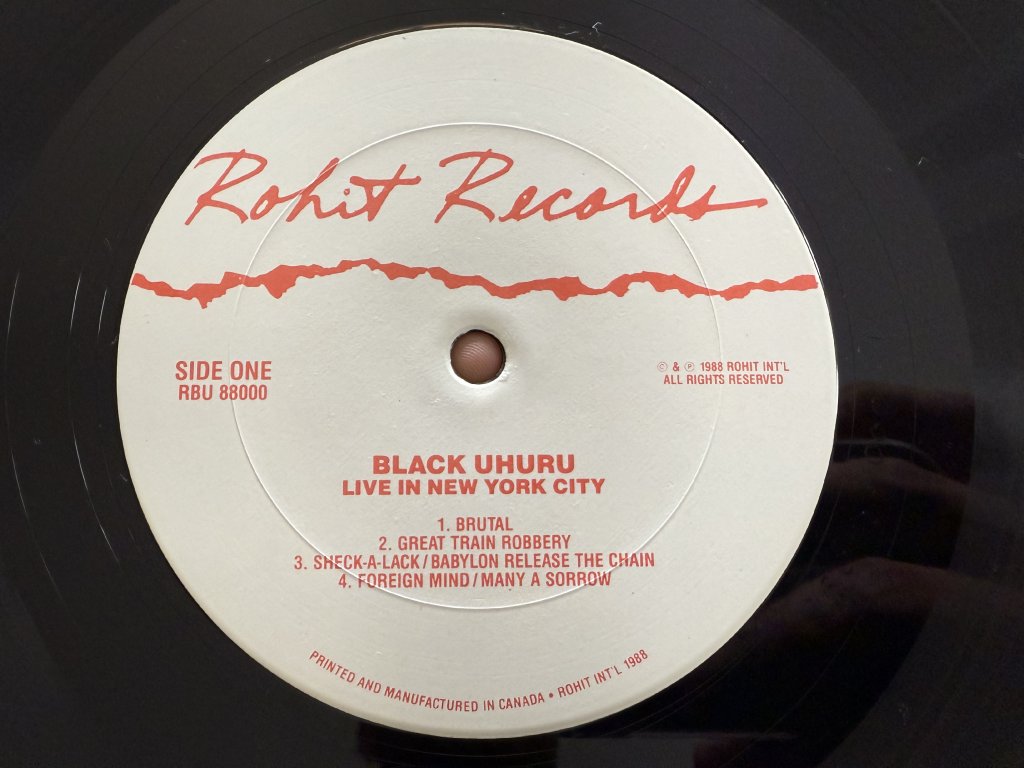 Rohit Records
SIDE ONE
RBU 88000
© & ℗ 1988 ROHIT INT'L
ALL RIGHTS RESERVED
BLACK UHURU
LIVE IN NEW YORK CITY
1. BRUTAL
2. GREAT TRAIN ROBBERY
3. SHECK-A-LACK/BABYLON RELEASE THE CHAIN
4. FOREIGN MIND/MANY A SORROW
PRINTED AND MANUFACTURED IN CANADA • ROHIT INT'L 1988